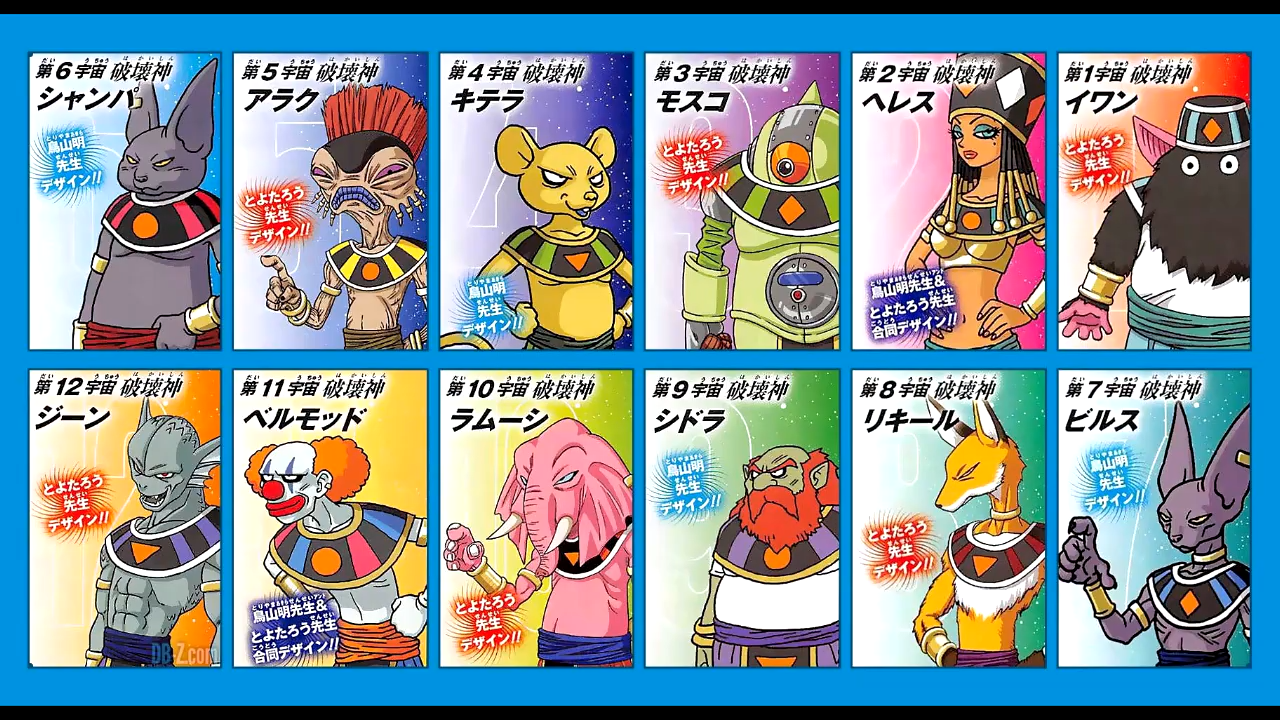 第6宇宙 破壊神
シャンパ
鳥山明
先生
デザイン!!
第5宇宙 破壊神
アラク
とよたろう
先生
デザイン!!
第4宇宙 破壊神
キテラ
鳥山明
先生
デザイン!!
第3宇宙 破壊神
モスコ
とよたろう
先生
デザイン!!
第2宇宙 破壊神
ヘレス
鳥山明先生&
とよたろう先生
合同デザイン!!
第1宇宙 破壊神
イワン
とよたろう
先生
デザイン!!
第12宇宙 破壊神
ジーン
とよたろう
先生
デザイン!!
DB-Z.com
第11宇宙 破壊神
ベルモッド
鳥山明先生&
とよたろう先生
合同デザイン!!
第10宇宙 破壊神
ラムーシ
とよたろう
先生
デザイン!!
第9宇宙 破壊神
シドラ
鳥山明
先生
デザイン!!
第8宇宙 破壊神
リキール
とよたろう
先生
デザイン!!
第7宇宙 破壊神
ビルス
鳥山明
先生
デザイン!!